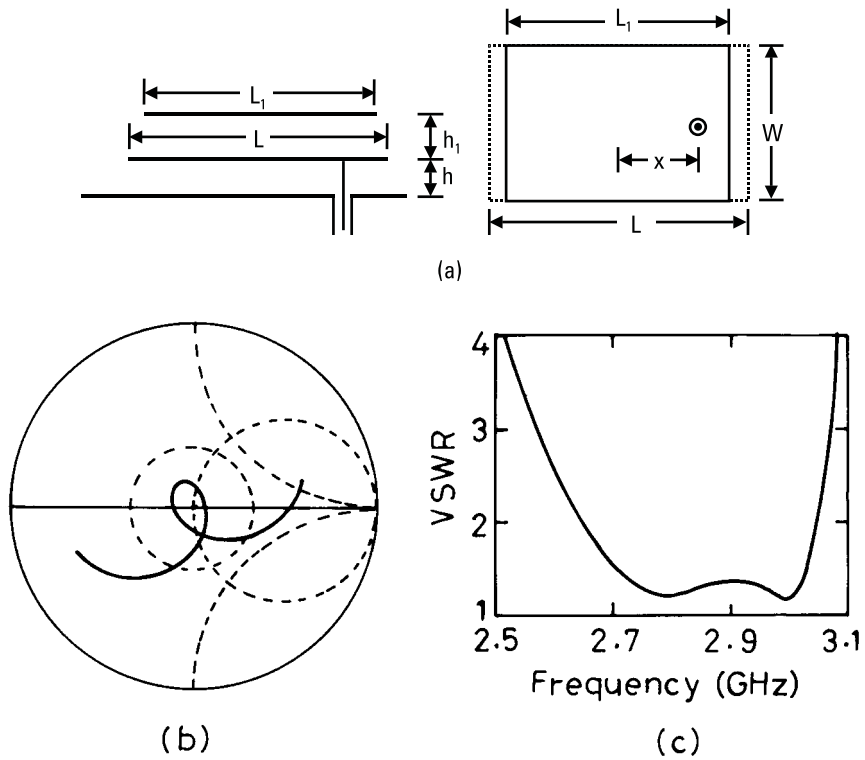 L₁
L
h₁
h
L₁
W
x
L
(a)
(b)
VSWR
4
3
2
1
2.5 2.7 2.9 3.1
Frequency (GHz)
(c)